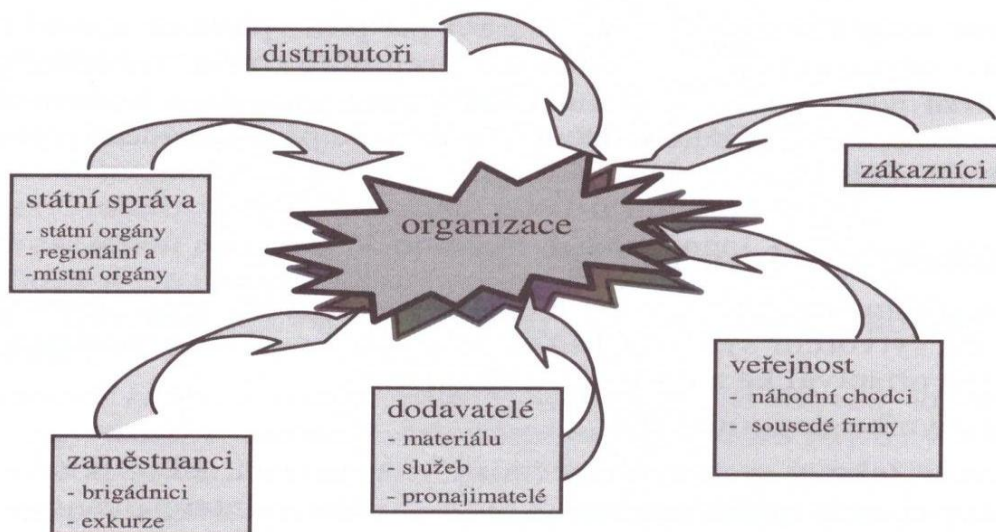 distributoři
zákazníci
státní správa
- státní orgány
- regionální a
-místní orgány
organizace
veřejnost
- náhodní chodci
- sousedé firmy
dodavatelé
- materiálu
- služeb
- pronajimatelé
zaměstnanci
- brigádnici
- exkurze